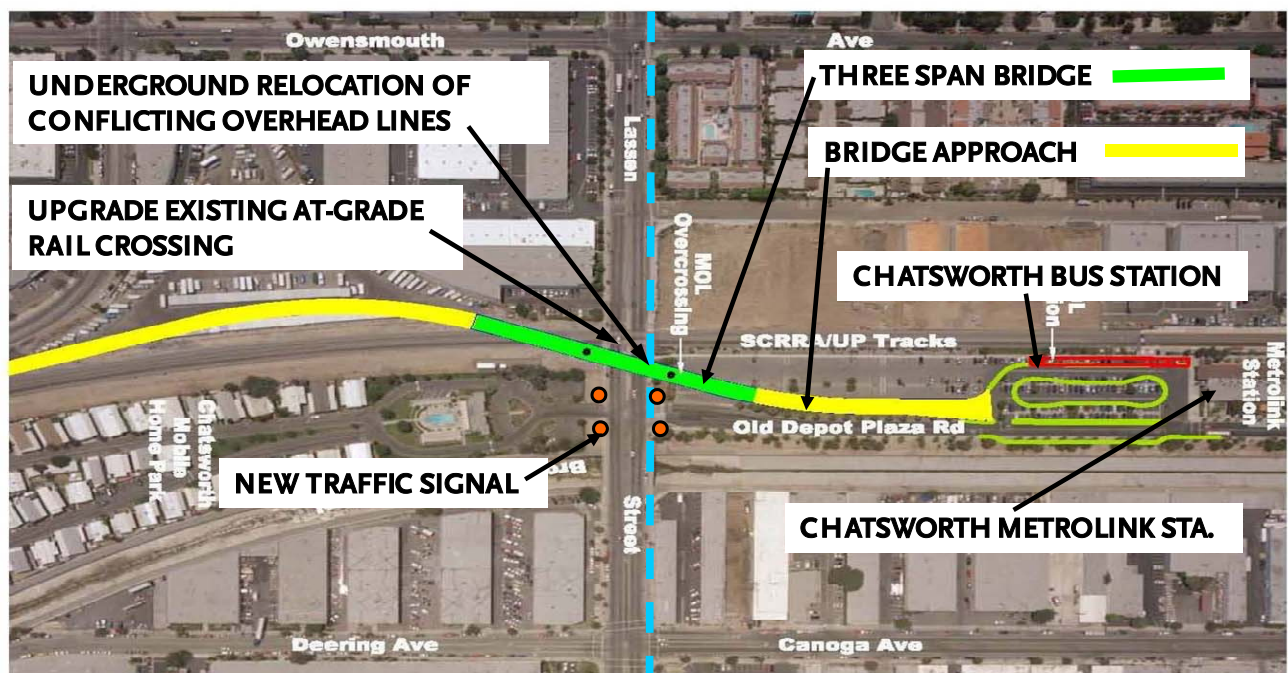 Owensmouth
Ave
UNDERGROUND RELOCATION OF
CONFLICTING OVERHEAD LINES
THREE SPAN BRIDGE
BRIDGE APPROACH
Lassen
UPGRADE EXISTING AT-GRADE
RAIL CROSSING
MOL
Overcrossing
CHATSWORTH BUS STATION
SCRRA/UP Tracks
Metrolink
Station
Chatsworth
Mobile
Home Park
Old Depot Plaza Rd
NEW TRAFFIC SIGNAL
Street
CHATSWORTH METROLINK STA.
Deering Ave
Canoga Ave